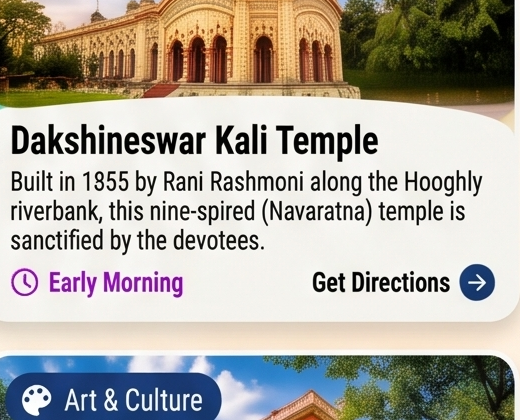 Dakshineswar Kali Temple
Built in 1855 by Rani Rashmoni along the Hooghly
riverbank, this nine-spired (Navaratna) temple is
sanctified by the devotees.
Early Morning
Get Directions
Art & Culture